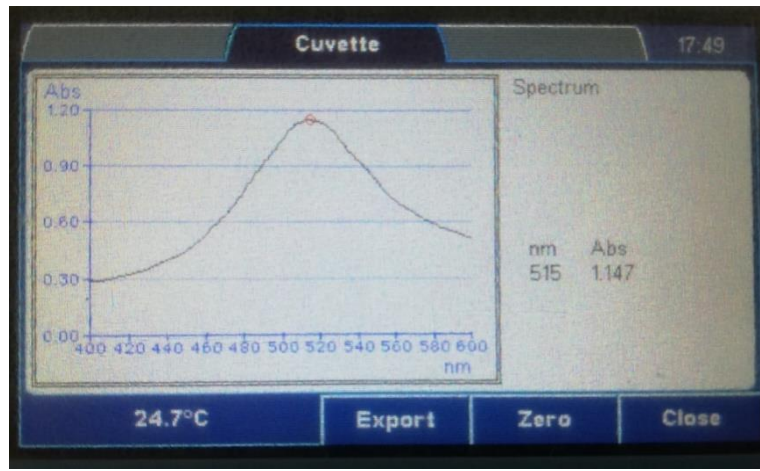 Cuvette 17:49
Abs
1.20
0.90
0.60
0.30
0.00
400 420 440 460 480 500 520 540 560 580 600
nm
Spectrum
nm Abs
515 1.147
24.7°C Export Zero Close